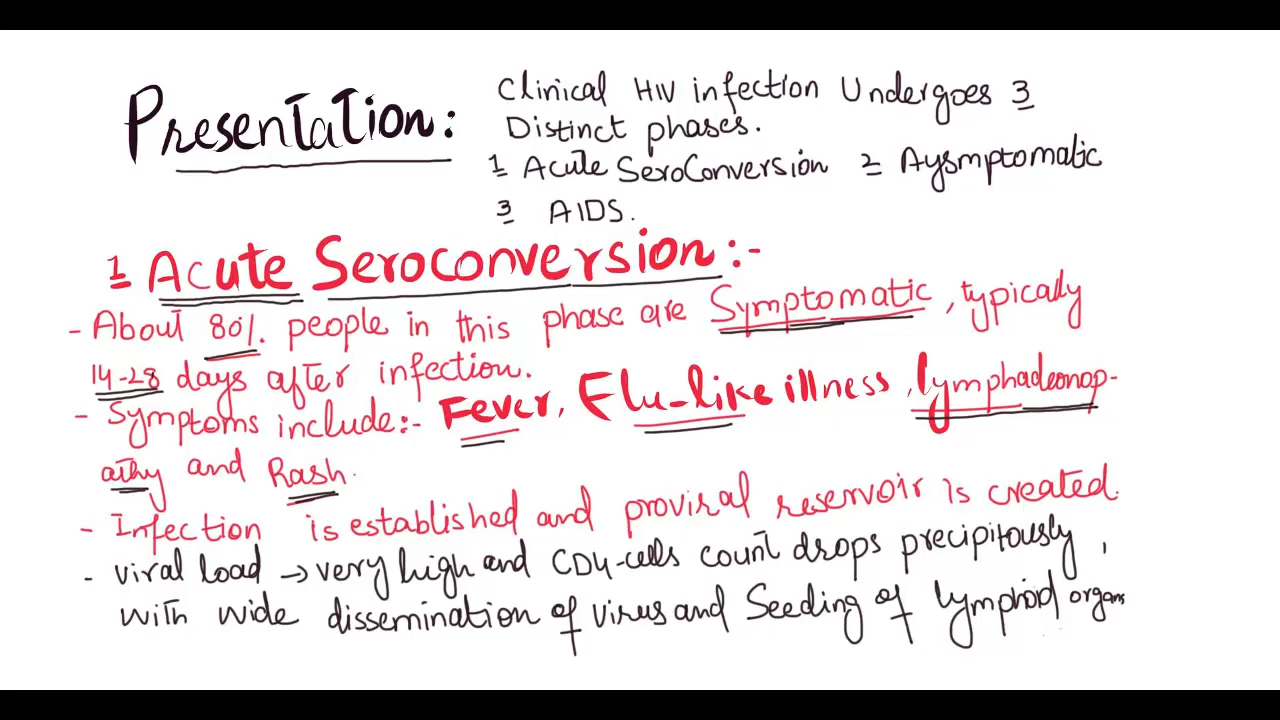 Presentation:
Clinical HIV infection Undergoes 3
Distinct phases.
1 Acute SeroConversion 2 Aysmptomatic
3 AIDS.
1 Acute Seroconversion:-
- About 80%. people in this phase are Symptomatic, typically
14-28 days after infection.
- Symptoms include:- Fever, Flu-like illness, lymphadeonop-
athy and Rash.
- Infection is established and proviral reservoir is created.
- viral load → very high and CD4-cells count drops precipitously,
with wide dissemination of virus and Seeding of lymphoid organs